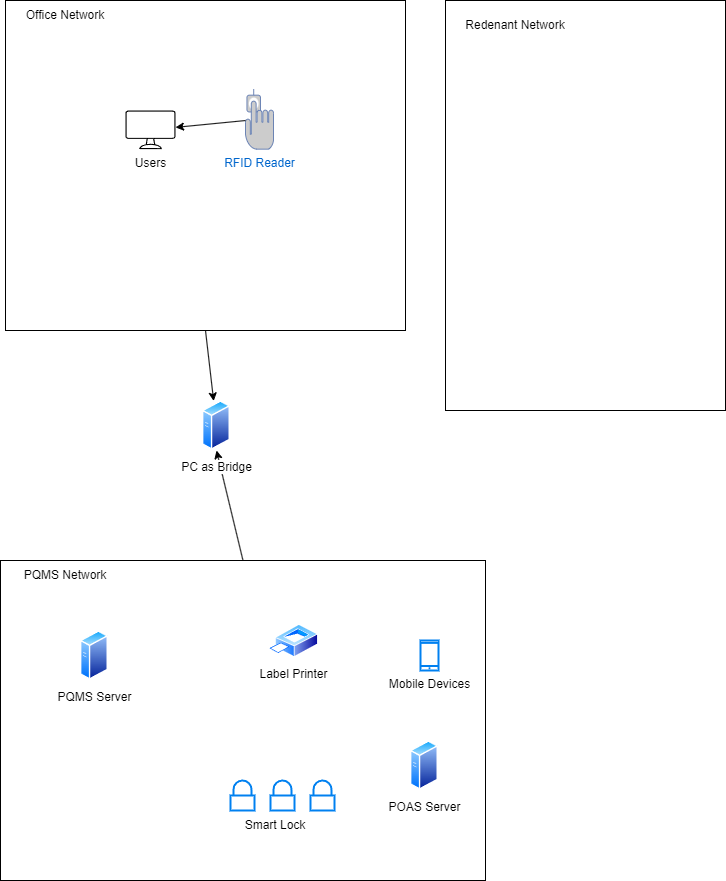 Office Network
Redenant Network
Users
RFID Reader
PC as Bridge
PQMS Network
Label Printer
Mobile Devices
PQMS Server
POAS Server
Smart Lock